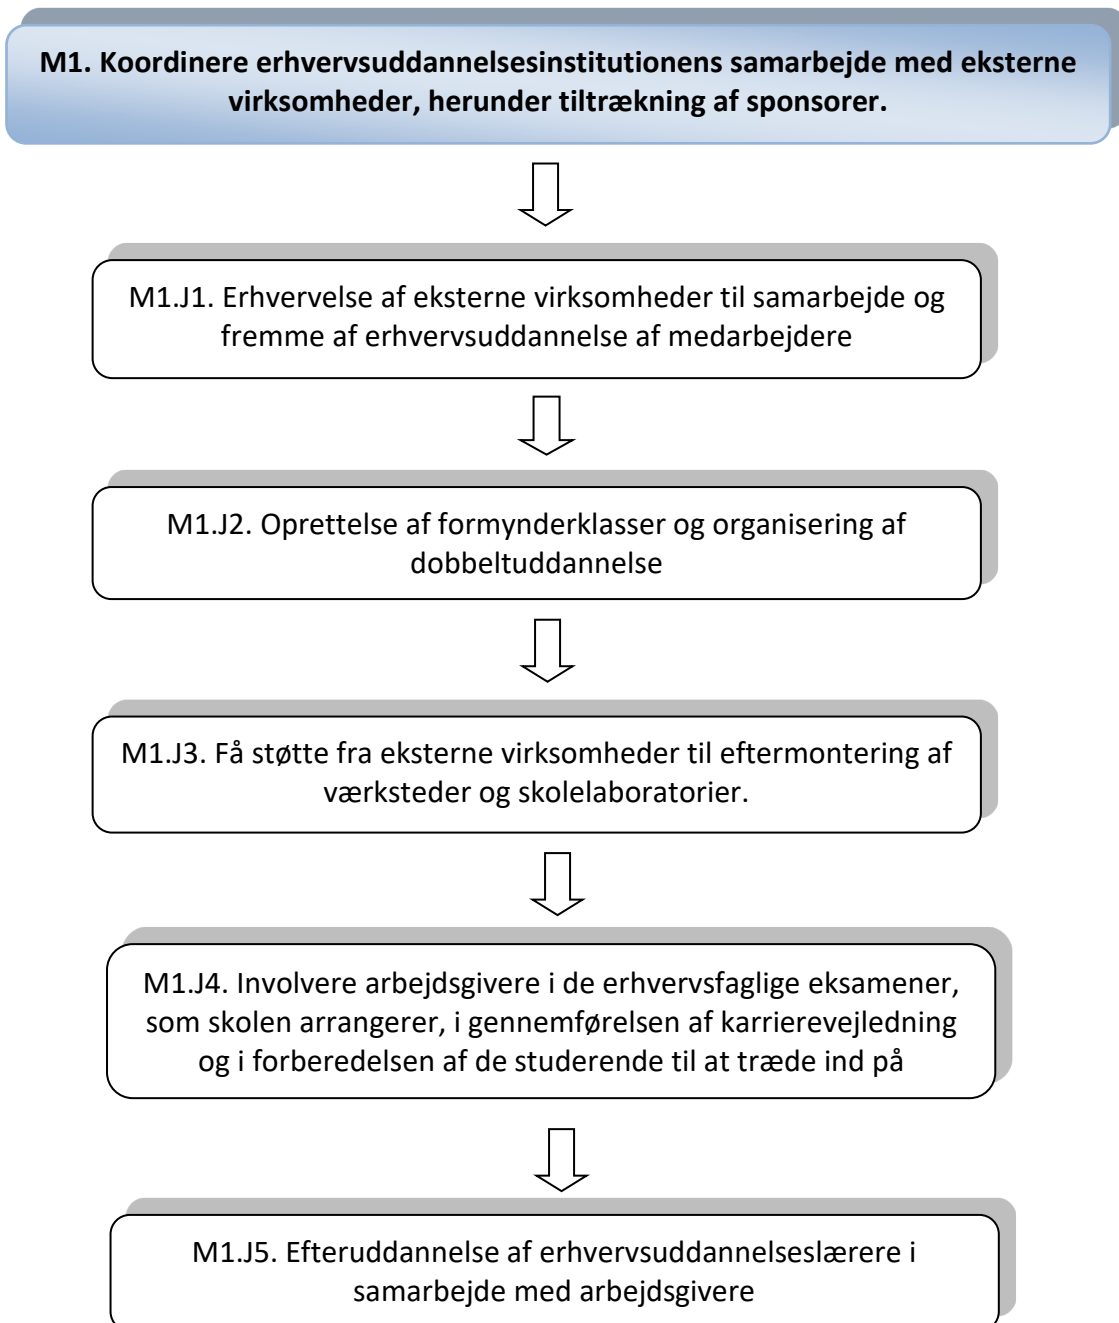 M1. Koordinere erhvervsuddannelsesinstitutionens samarbejde med eksterne
virksomheder, herunder tiltrækning af sponsorer.
M1.J1. Erhvervelse af eksterne virksomheder til samarbejde og
fremme af erhvervsuddannelse af medarbejdere
M1.J2. Oprettelse af formynderklasser og organisering af
dobbeltuddannelse
M1.J3. Få støtte fra eksterne virksomheder til eftermontering af
værksteder og skolelaboratorier.
M1.J4. Involvere arbejdsgivere i de erhvervsfaglige eksamener,
som skolen arrangerer, i gennemførelsen af karrierevejledning
og i forberedelsen af de studerende til at træde ind på
M1.J5. Efteruddannelse af erhvervsuddannelseslærere i
samarbejde med arbejdsgivere